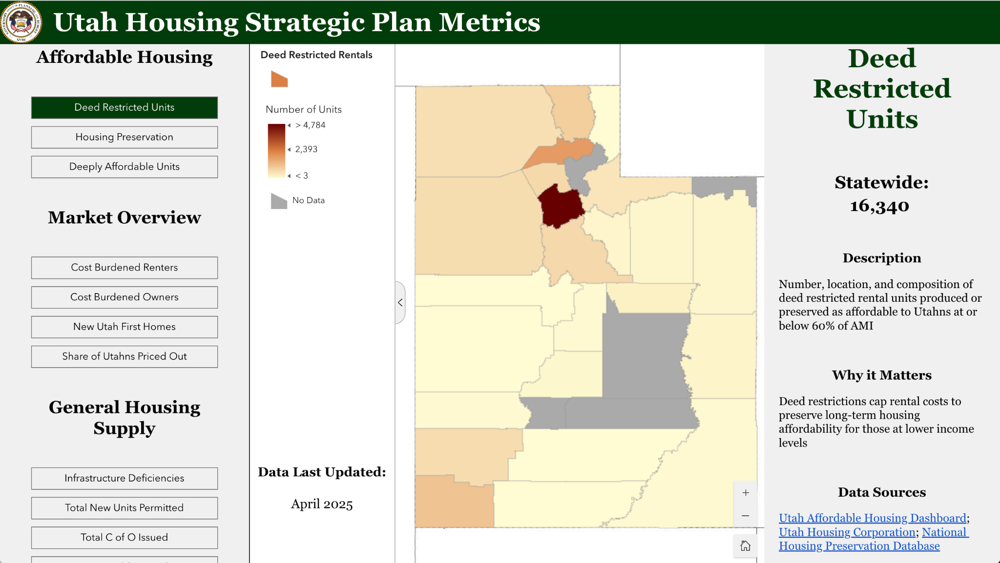 Utah Housing Strategic Plan Metrics
Affordable Housing
Deed Restricted Units
Housing Preservation
Deeply Affordable Units
Market Overview
Cost Burdened Renters
Cost Burdened Owners
New Utah First Homes
Share of Utahns Priced Out
General Housing
Supply
Infrastructure Deficiencies
Total New Units Permitted
Total C of O Issued
Deed Restricted Rentals
Number of Units
> 4,784
2,393
< 3
No Data
Data Last Updated:
April 2025
Deed
Restricted
Units
Statewide:
16,340
Description
Number, location, and composition of
deed restricted rental units produced or
preserved as affordable to Utahns at or
below 60% of AMI
Why it Matters
Deed restrictions cap rental costs to
preserve long-term housing
affordability for those at lower income
levels
Data Sources
Utah Affordable Housing Dashboard;
Utah Housing Corporation; National
Housing Preservation Database